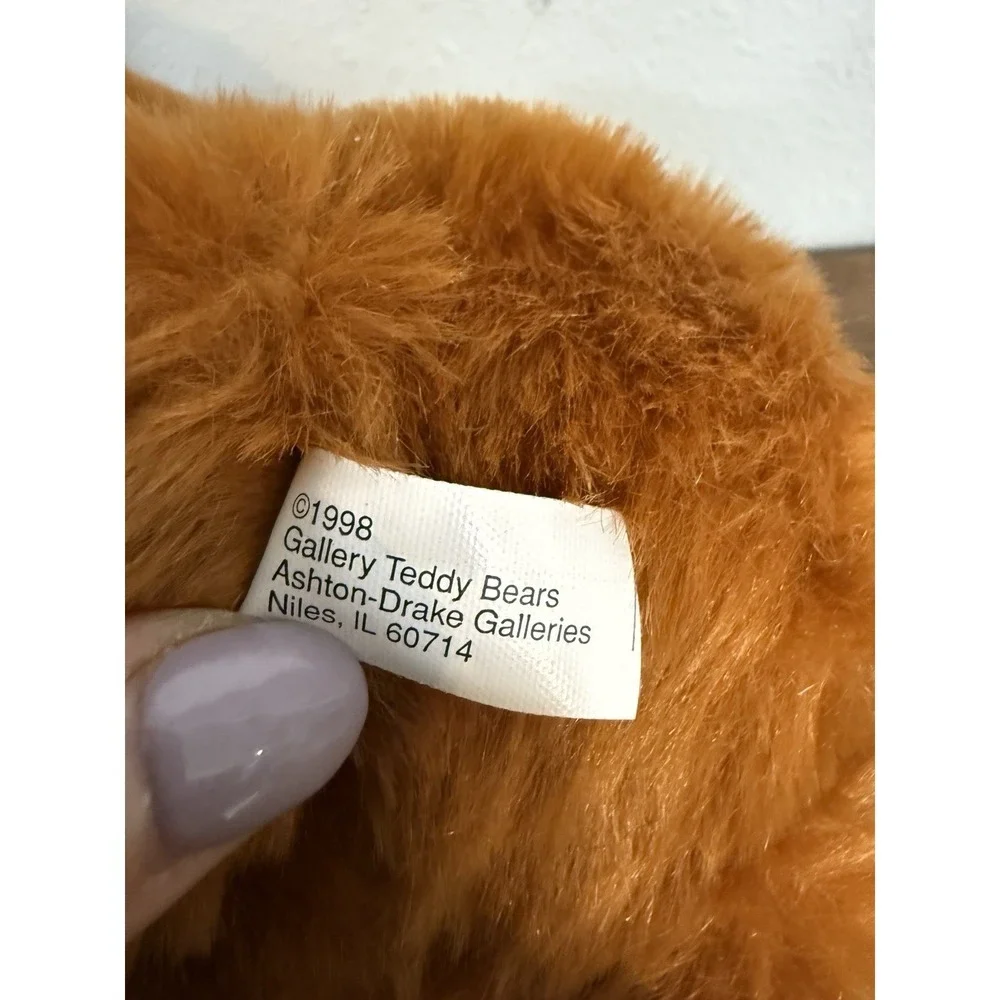 ©1998
Gallery Teddy Bears
Ashton-Drake Galleries
Niles, IL 60714